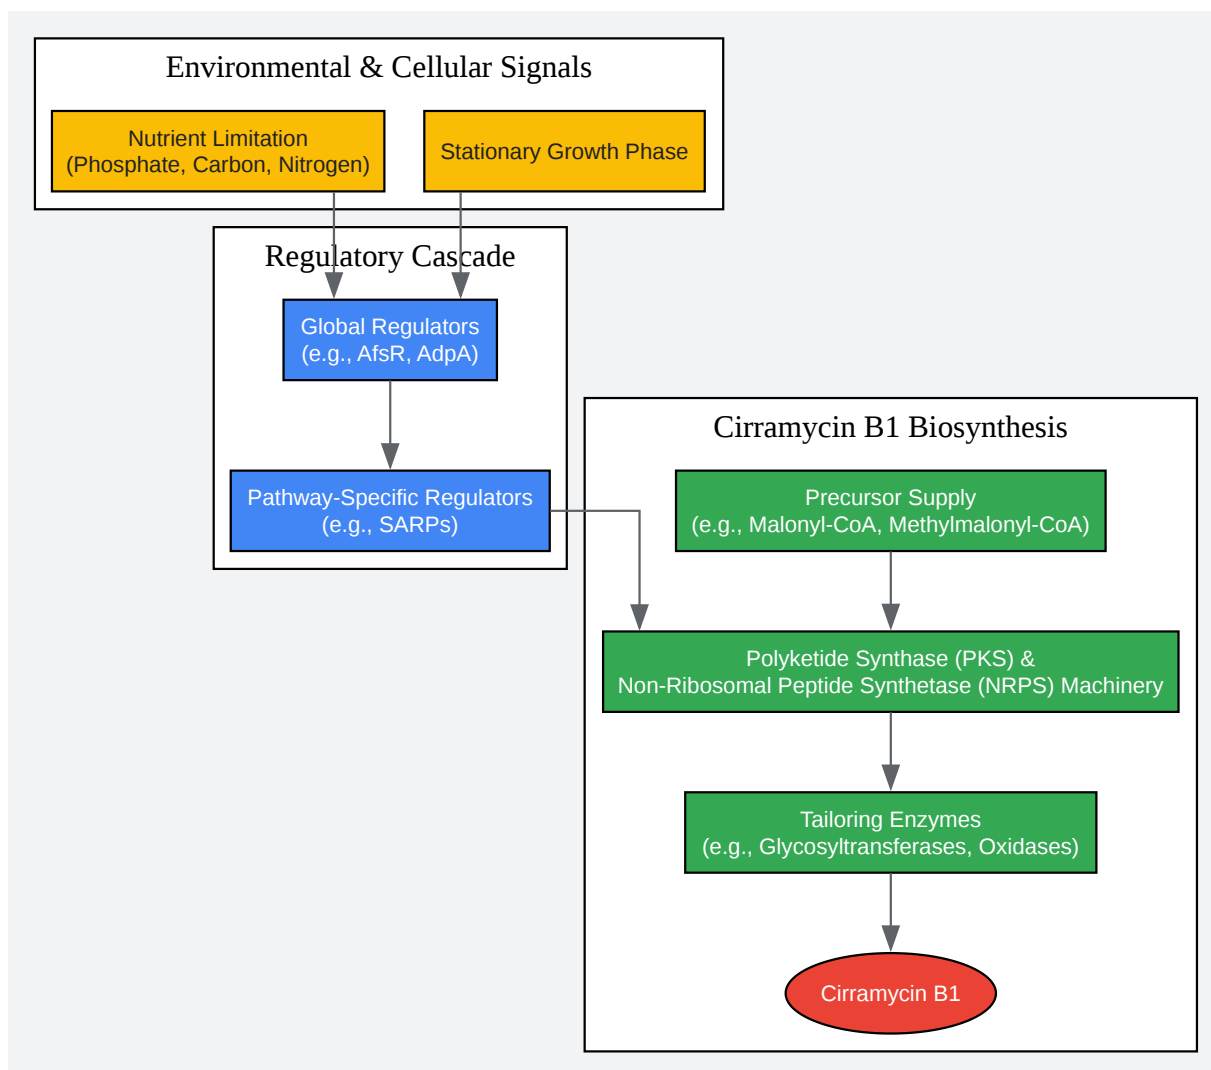 Environmental & Cellular Signals
Nutrient Limitation
(Phosphate, Carbon, Nitrogen)
Stationary Growth Phase
Regulatory Cascade
Global Regulators
(e.g., AfsR, AdpA)
Pathway-Specific Regulators
(e.g., SARPs)
Cirramycin B1 Biosynthesis
Precursor Supply
(e.g., Malonyl-CoA, Methylmalonyl-CoA)
Polyketide Synthase (PKS) &
Non-Ribosomal Peptide Synthetase (NRPS) Machinery
Tailoring Enzymes
(e.g., Glycosyltransferases, Oxidases)
Cirramycin B1